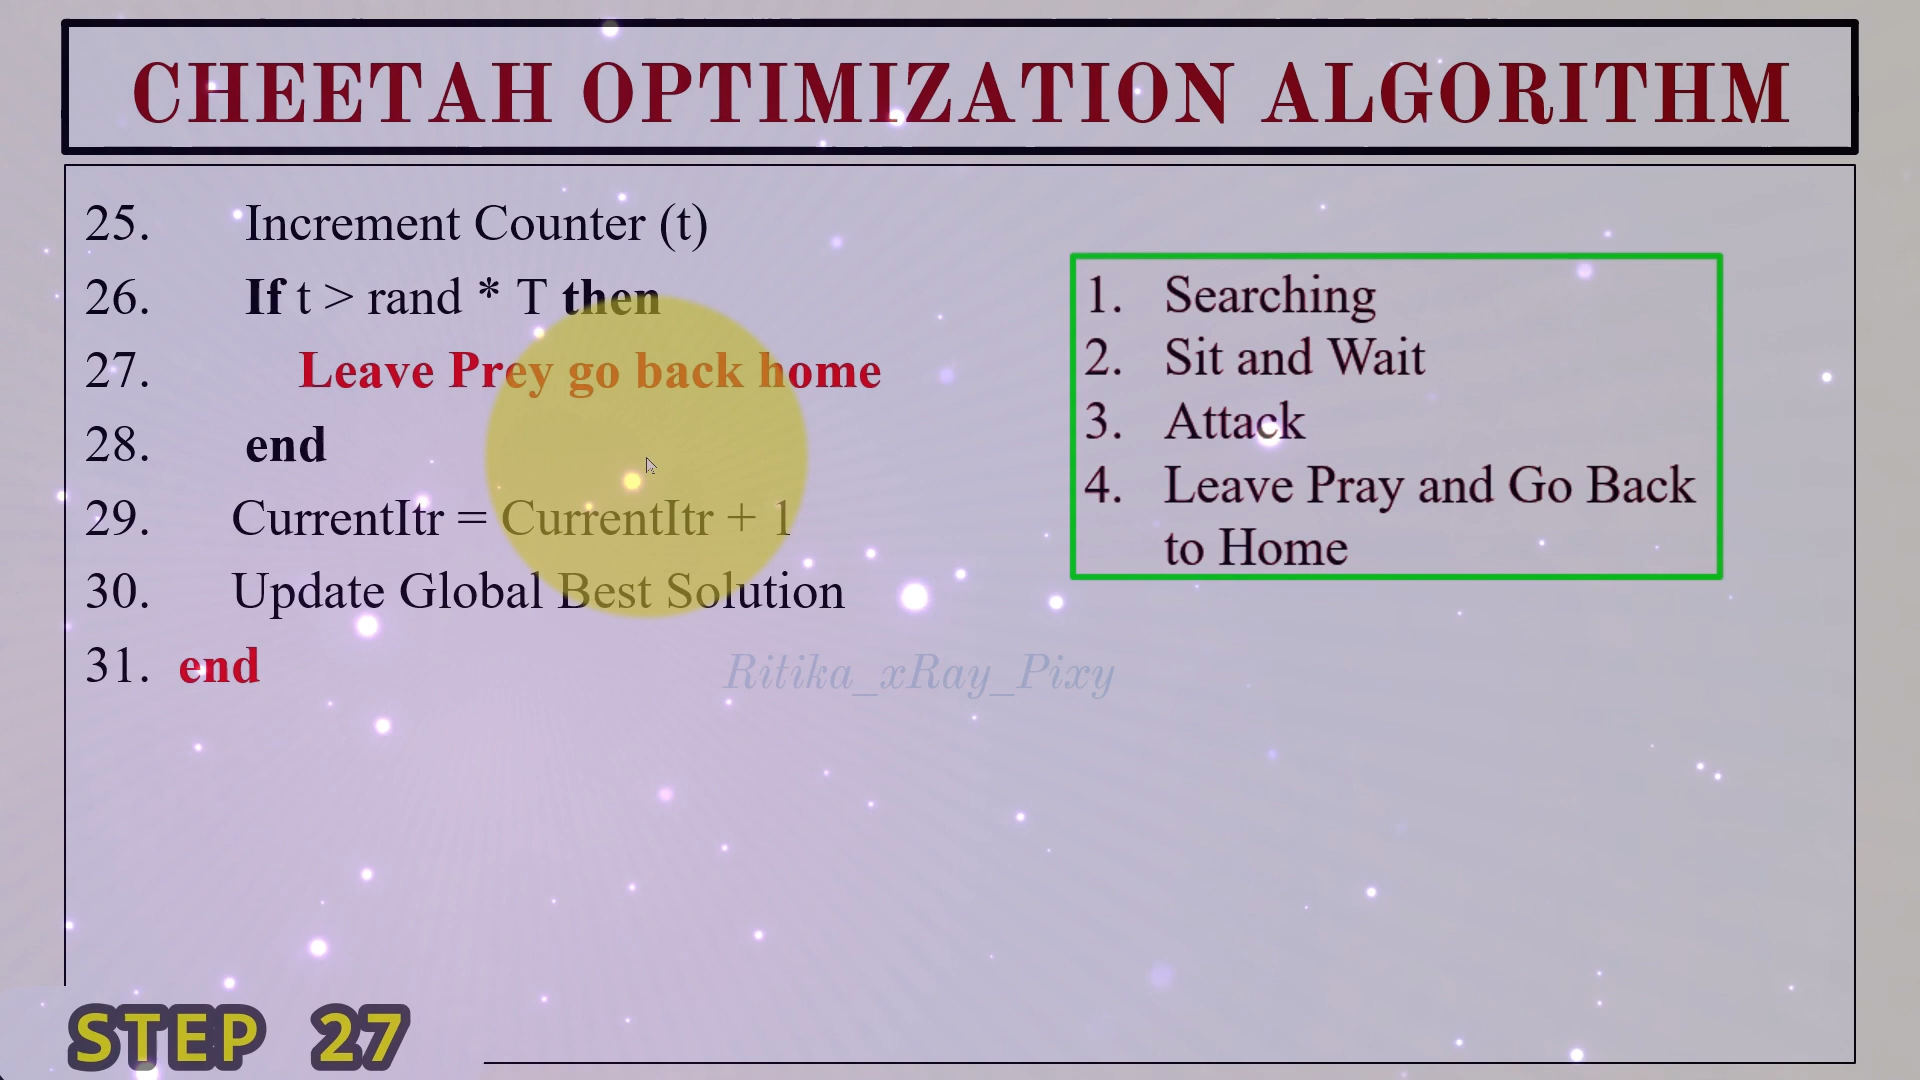 CHEETAH OPTIMIZATION ALGORITHM
25. Increment Counter (t)
26. If t > rand * T then
27. Leave Prey go back home
28. end
29. CurrentItr = CurrentItr + 1
30. Update Global Best Solution
31. end
1. Searching
2. Sit and Wait
3. Attack
4. Leave Pray and Go Back
to Home
Ritika_xRay_Pixy
STEP 27